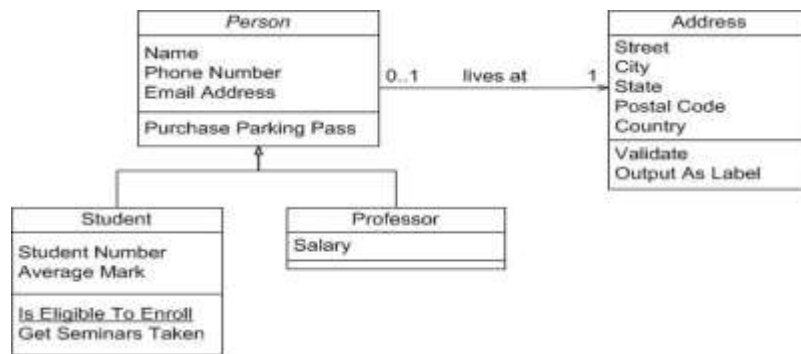 Person
Name
Phone Number
Email Address
Purchase Parking Pass
0..1 lives at 1
Address
Street
City
State
Postal Code
Country
Validate
Output As Label
Student
Student Number
Average Mark
Is Eligible To Enroll
Get Seminars Taken
Professor
Salary